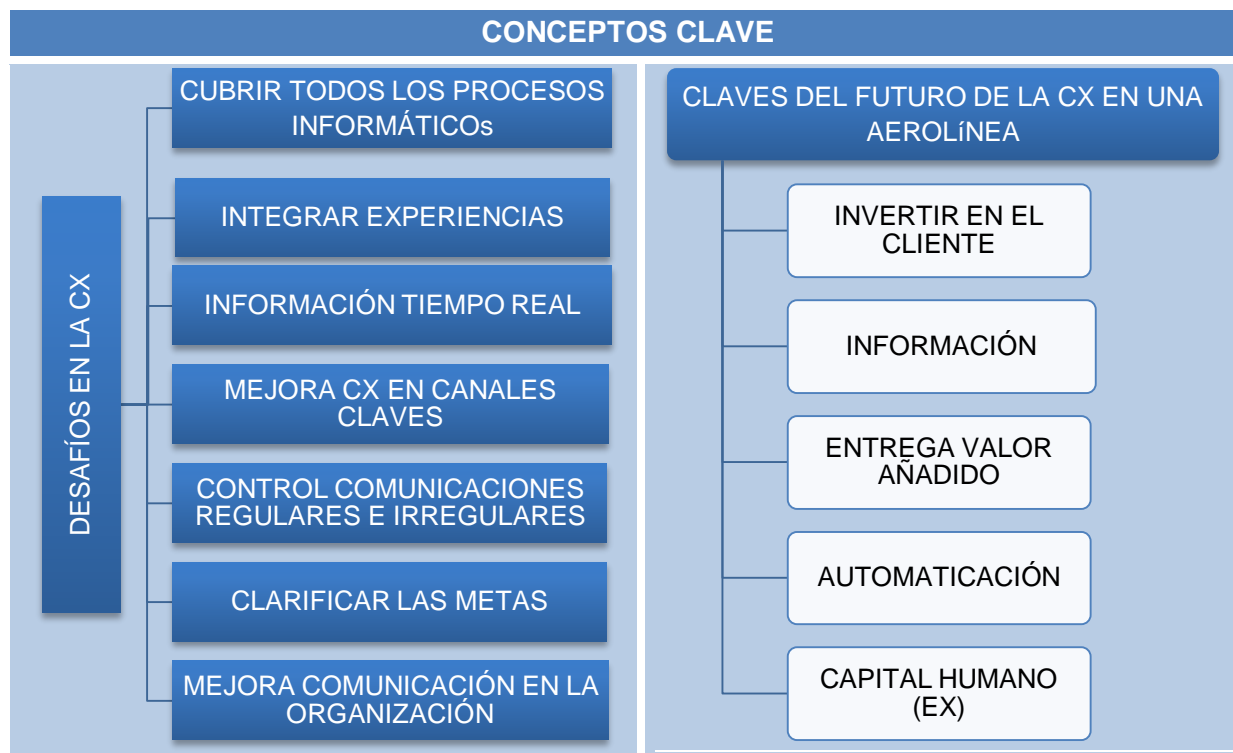 CONCEPTOS CLAVE
DESAFÍOS EN LA CX
CUBRIR TODOS LOS PROCESOS
INFORMÁTICOs
INTEGRAR EXPERIENCIAS
INFORMACIÓN TIEMPO REAL
MEJORA CX EN CANALES
CLAVES
CONTROL COMUNICACIONES
REGULARES E IRREGULARES
CLARIFICAR LAS METAS
MEJORA COMUNICACIÓN EN LA
ORGANIZACIÓN
CLAVES DEL FUTURO DE LA CX EN UNA
AEROLíNEA
INVERTIR EN EL
CLIENTE
INFORMACIÓN
ENTREGA VALOR
AÑADIDO
AUTOMATICACIÓN
CAPITAL HUMANO
(EX)